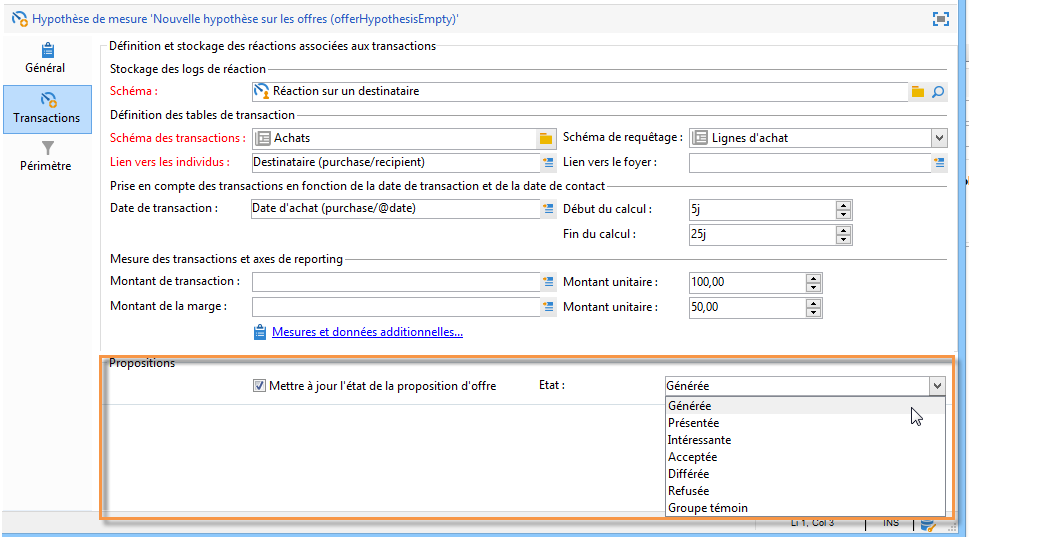 Hypothèse de mesure 'Nouvelle hypothèse sur les offres (offerHypothesisEmpty)'
Général
Transactions
Périmètre
Définition et stockage des réactions associées aux transactions
Stockage des logs de réaction
Schéma : Réaction sur un destinataire
Définition des tables de transaction
Schéma des transactions : Achats Schéma de requêtage : Lignes d'achat
Lien vers les individus : Destinataire (purchase/recipient) Lien vers le foyer :
Prise en compte des transactions en fonction de la date de transaction et de la date de contact
Date de transaction : Date d'achat (purchase/@date) Début du calcul : 5j
Fin du calcul : 25j
Mesure des transactions et axes de reporting
Montant de transaction : Montant unitaire : 100,00
Montant de la marge : Montant unitaire : 50,00
Mesures et données additionnelles...
Propositions
Mettre à jour l'état de la proposition d'offre Etat : Générée
Générée
Présentée
Intéressante
Acceptée
Différée
Refusée
Groupe témoin
Li 1, Col 3 INS